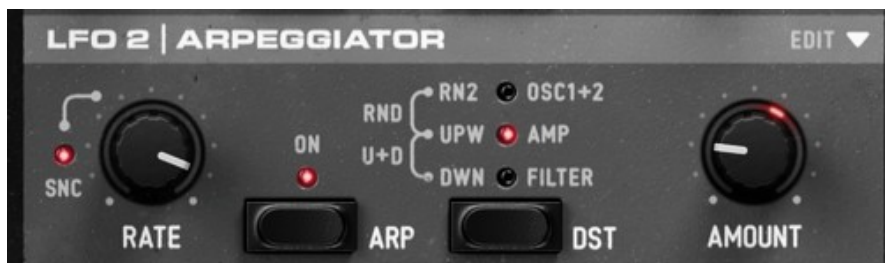 LFO 2 | ARPEGGIATOR EDIT
RN2 OSC1+2
RND
ON UPW AMP
U+D
SNC DWN FILTER
RATE ARP DST AMOUNT